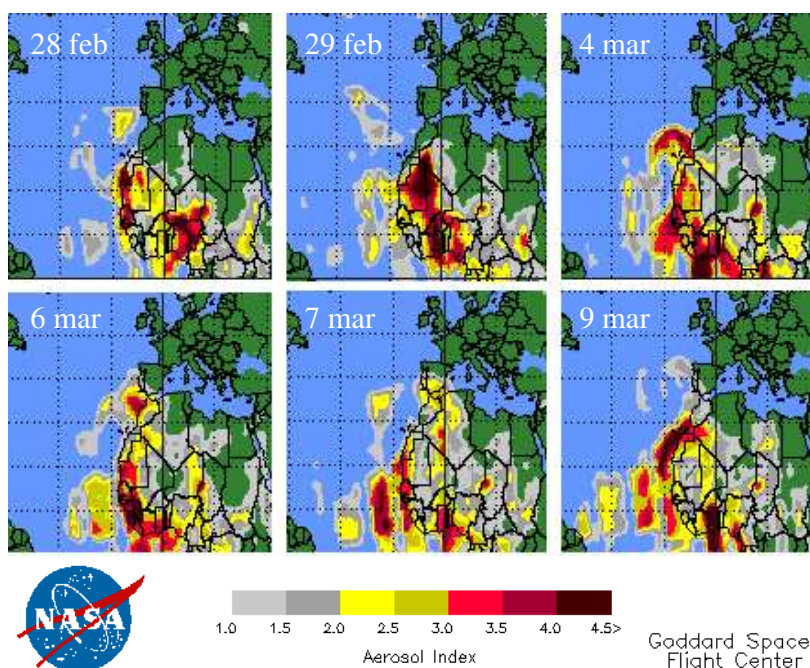 28 feb
29 feb
4 mar
6 mar
7 mar
9 mar
NASA
1.0 1.5 2.0 2.5 3.0 3.5 4.0 4.5>
Aerosol Index
Goddard Space
Flight Center